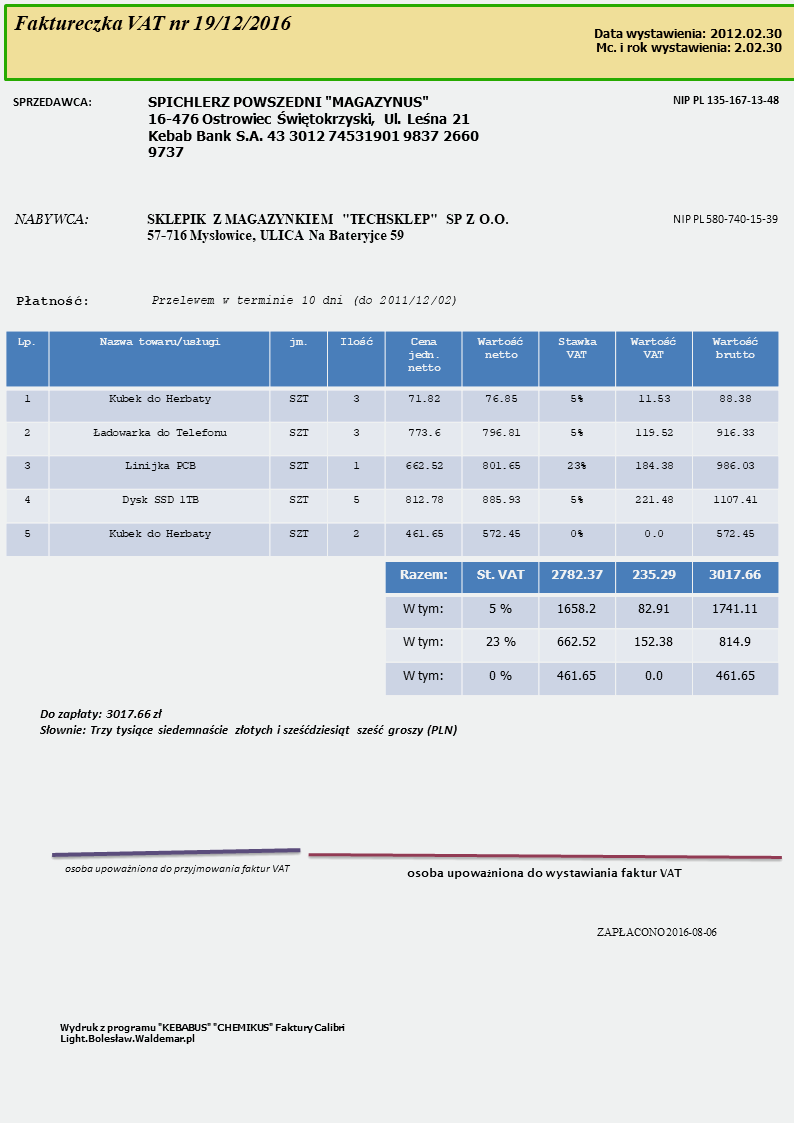 Faktureczka VAT nr 19/12/2016
Data wystawienia: 2012.02.30
Mc. i rok wystawienia: 2.02.30
SPRZEDAWCA:
SPICHLERZ POWSZEDNI "MAGAZYNUS"
NIP PL 135-167-13-48
16-476 Ostrowiec Świętokrzyski, Ul. Leśna 21
Kebab Bank S.A. 43 3012 74531901 9837 2660
9737
NABYWCA:
SKLEPIK Z MAGAZYNKIEM "TECHSKLEP" SP Z O.O.
NIP PL 580-740-15-39
57-716 Mysłowice, ULICA Na Bateryjce 59
Płatność:
Przelewem w terminie 10 dni (do 2011/12/02)
Lp. Nazwa towaru/usługi jm. Ilość Cena jedn. netto Wartość netto Stawka VAT Wartość VAT Wartość brutto
1 Kubek do Herbaty SZT 3 71.82 76.85 5% 11.53 88.38
2 Ładowarka do Telefonu SZT 3 773.6 796.81 5% 119.52 916.33
3 Linijka PCB SZT 1 662.52 801.65 23% 184.38 986.03
4 Dysk SSD 1TB SZT 5 812.78 885.93 5% 221.48 1107.41
5 Kubek do Herbaty SZT 2 461.65 572.45 0% 0.0 572.45
Razem: St. VAT 2782.37 235.29 3017.66
W tym: 5 % 1658.2 82.91 1741.11
W tym: 23 % 662.52 152.38 814.9
W tym: 0 % 461.65 0.0 461.65
Do zapłaty: 3017.66 zł
Słownie: Trzy tysiące siedemnaście złotych i sześćdziesiąt sześć groszy (PLN)
osoba upoważniona do przyjmowania faktur VAT
osoba upoważniona do wystawiania faktur VAT
ZAPŁACONO 2016-08-06
Wydruk z programu "KEBABUS" "CHEMIKUS" Faktury Calibri
Light.Bolesław.Waldemar.pl